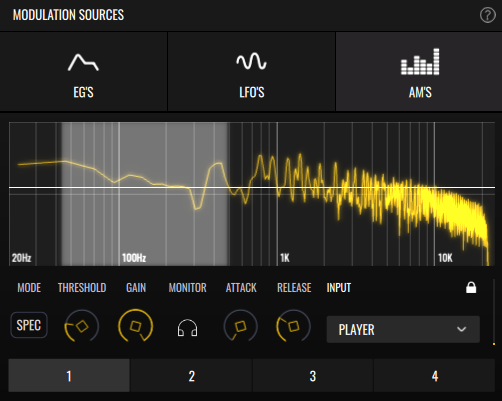 MODULATION SOURCES ?
EG'S LFO'S AM'S
20Hz 100Hz 1K 10K
MODE THRESHOLD GAIN MONITOR ATTACK RELEASE INPUT
SPEC PLAYER
1 2 3 4